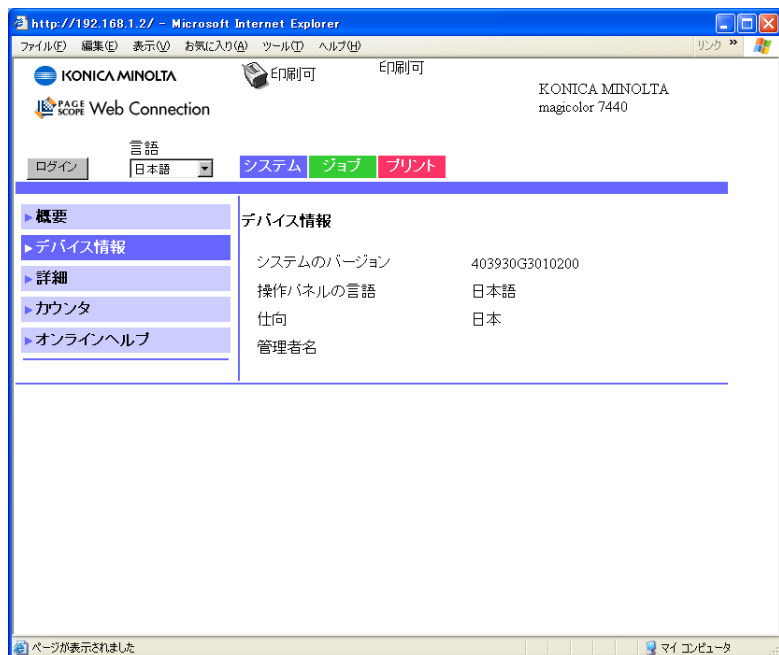 http://192.168.1.2/ - Microsoft Internet Explorer
ファイル(F) 編集(E) 表示(V) お気に入り(A) ツール(T) ヘルプ(H) リンク »
KONICA MINOLTA
印刷可
印刷可
KONICA MINOLTA
magicolor 7440
PAGE SCOPE Web Connection
言語
ログイン
日本語
システム ジョブ プリント
概要
デバイス情報
詳細
カウンタ
オンラインヘルプ
デバイス情報
システムのバージョン 403930G3010200
操作パネルの言語 日本語
仕向 日本
管理者名
ページが表示されました
マイ コンピュータ